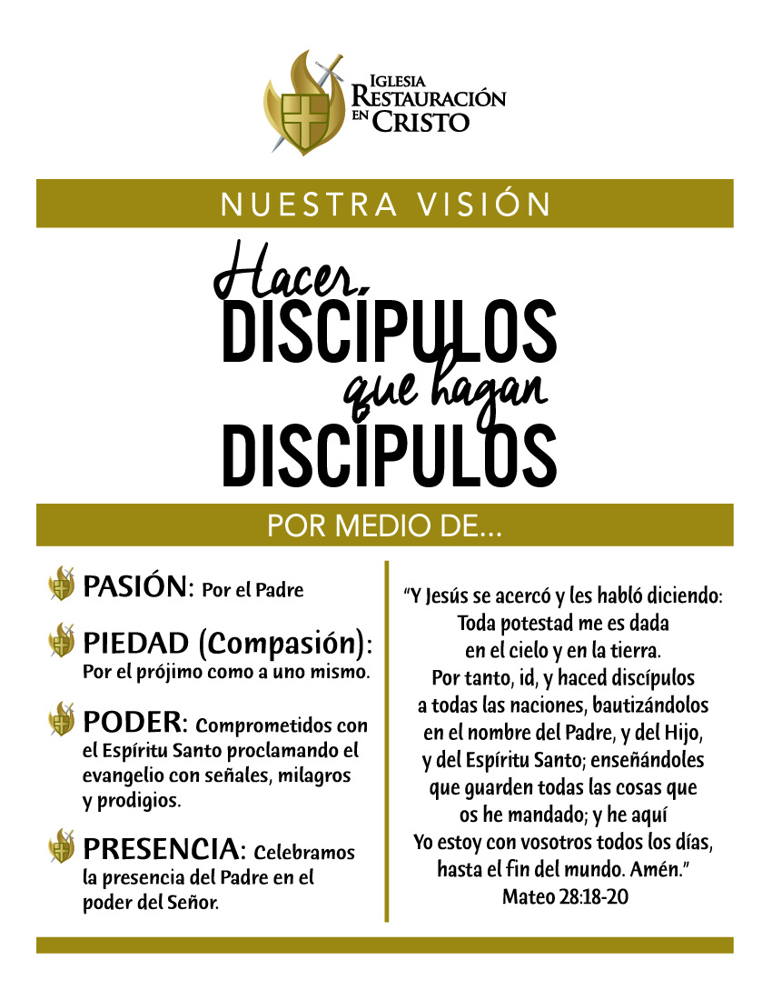 IGLESIA
RESTAURACIÓN
EN CRISTO
NUESTRA VISIÓN
Hacer
DISCÍPULOS
que hagan
DISCÍPULOS
POR MEDIO DE...
PASIÓN: Por el Padre
PIEDAD (Compasión):
Por el prójimo como a uno mismo.
PODER: Comprometidos con
el Espíritu Santo proclamando el
evangelio con señales, milagros
y prodigios.
PRESENCIA: Celebramos
la presencia del Padre en el
poder del Señor.
“Y Jesús se acercó y les habló diciendo:
Toda potestad me es dada
en el cielo y en la tierra.
Por tanto, id, y haced discípulos
a todas las naciones, bautizándolos
en el nombre del Padre, y del Hijo,
y del Espíritu Santo; enseñándoles
que guarden todas las cosas que
os he mandado; y he aquí
Yo estoy con vosotros todos los días,
hasta el fin del mundo. Amén.”
Mateo 28:18-20